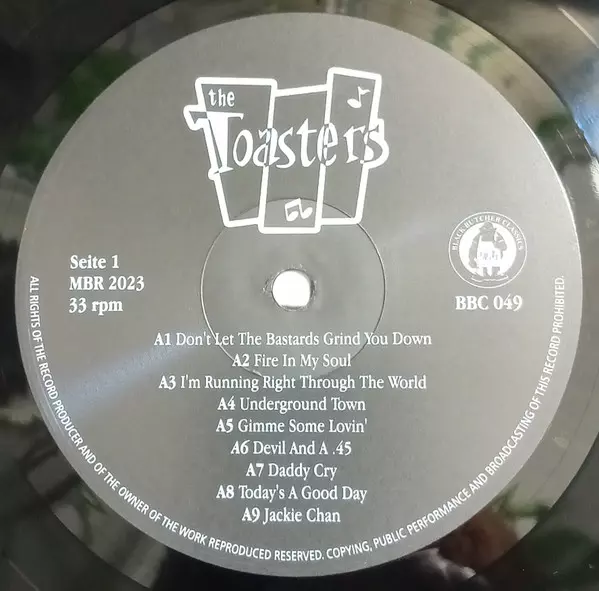 the
Toasters
BLACK BUTCHER CLASSICS
Seite 1
MBR 2023
33 rpm
BBC 049
A1 Don't Let The Bastards Grind You Down
A2 Fire In My Soul
A3 I'm Running Right Through The World
A4 Underground Town
A5 Gimme Some Lovin'
A6 Devil And A .45
A7 Daddy Cry
A8 Today's A Good Day
A9 Jackie Chan
ALL RIGHTS OF THE RECORD PRODUCER AND OF THE OWNER OF THE WORK REPRODUCED RESERVED. COPYING, PUBLIC PERFORMANCE AND BROADCASTING OF THIS RECORD PROHIBITED.